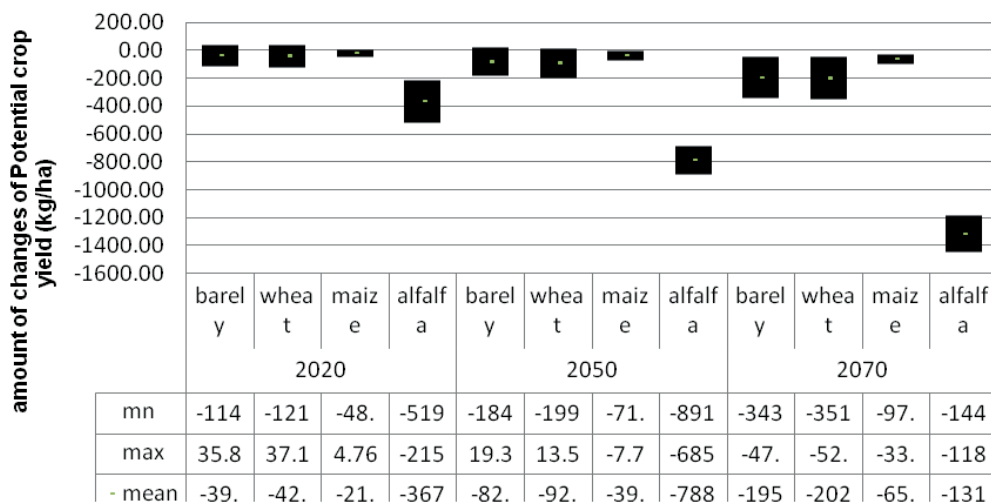 amount of changes of Potential crop
yield (kg/ha)
200.00
0.00
-200.00
-400.00
-600.00
-800.00
-1000.00
-1200.00
-1400.00
-1600.00
barel whea maiz alfalf barel whea maiz alfalf barel whea maiz alfalf
y t e a y t e a y t e a
2020 2050 2070
mn -114 -121 -48. -519 -184 -199 -71. -891 -343 -351 -97. -144
max 35.8 37.1 4.76 -215 19.3 13.5 -7.7 -685 -47. -52. -33. -118
mean -39. -42. -21. -367 -82. -92. -39. -788 -195 -202 -65. -131